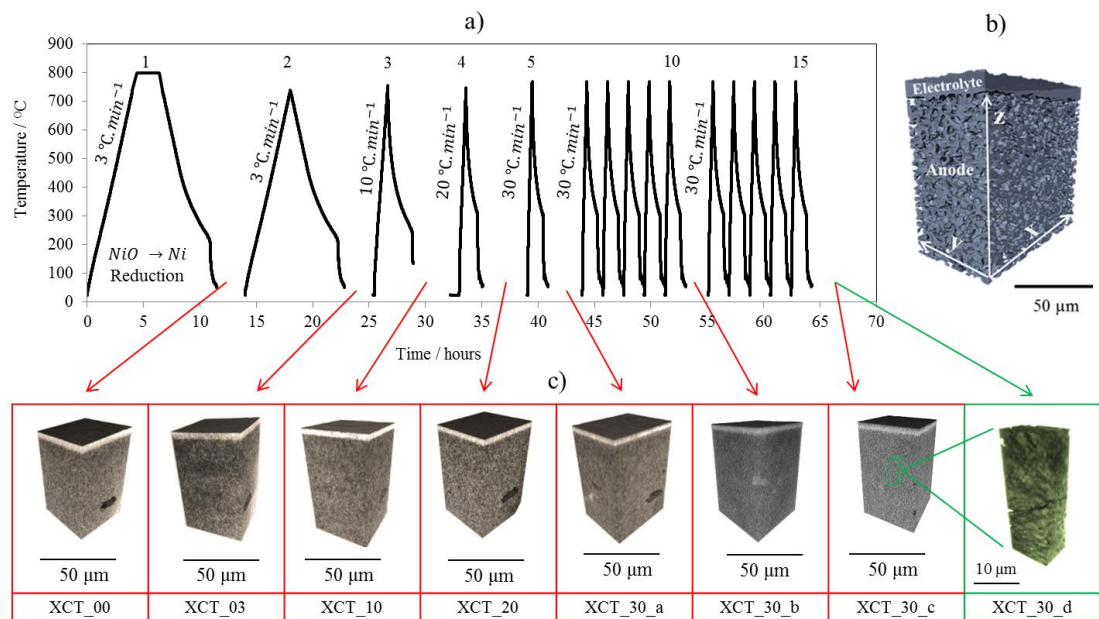 a)
b)
900
800
700
600
500
400
300
200
100
0
Temperature / ⁰C
1
2
3
4
5
10
15
3 ℃.min⁻¹
3 ℃.min⁻¹
10 ℃.min⁻¹
20 ℃.min⁻¹
30 ℃.min⁻¹
30 ℃.min⁻¹
30 ℃.min⁻¹
NiO → Ni
Reduction
0
5
10
15
20
25
30
35
40
45
50
55
60
65
70
Time / hours
Electrolyte
z
Anode
y
x
50 µm
c)
50 µm
50 µm
50 µm
50 µm
50 µm
50 µm
50 µm
10 µm
XCT_00
XCT_03
XCT_10
XCT_20
XCT_30_a
XCT_30_b
XCT_30_c
XCT_30_d